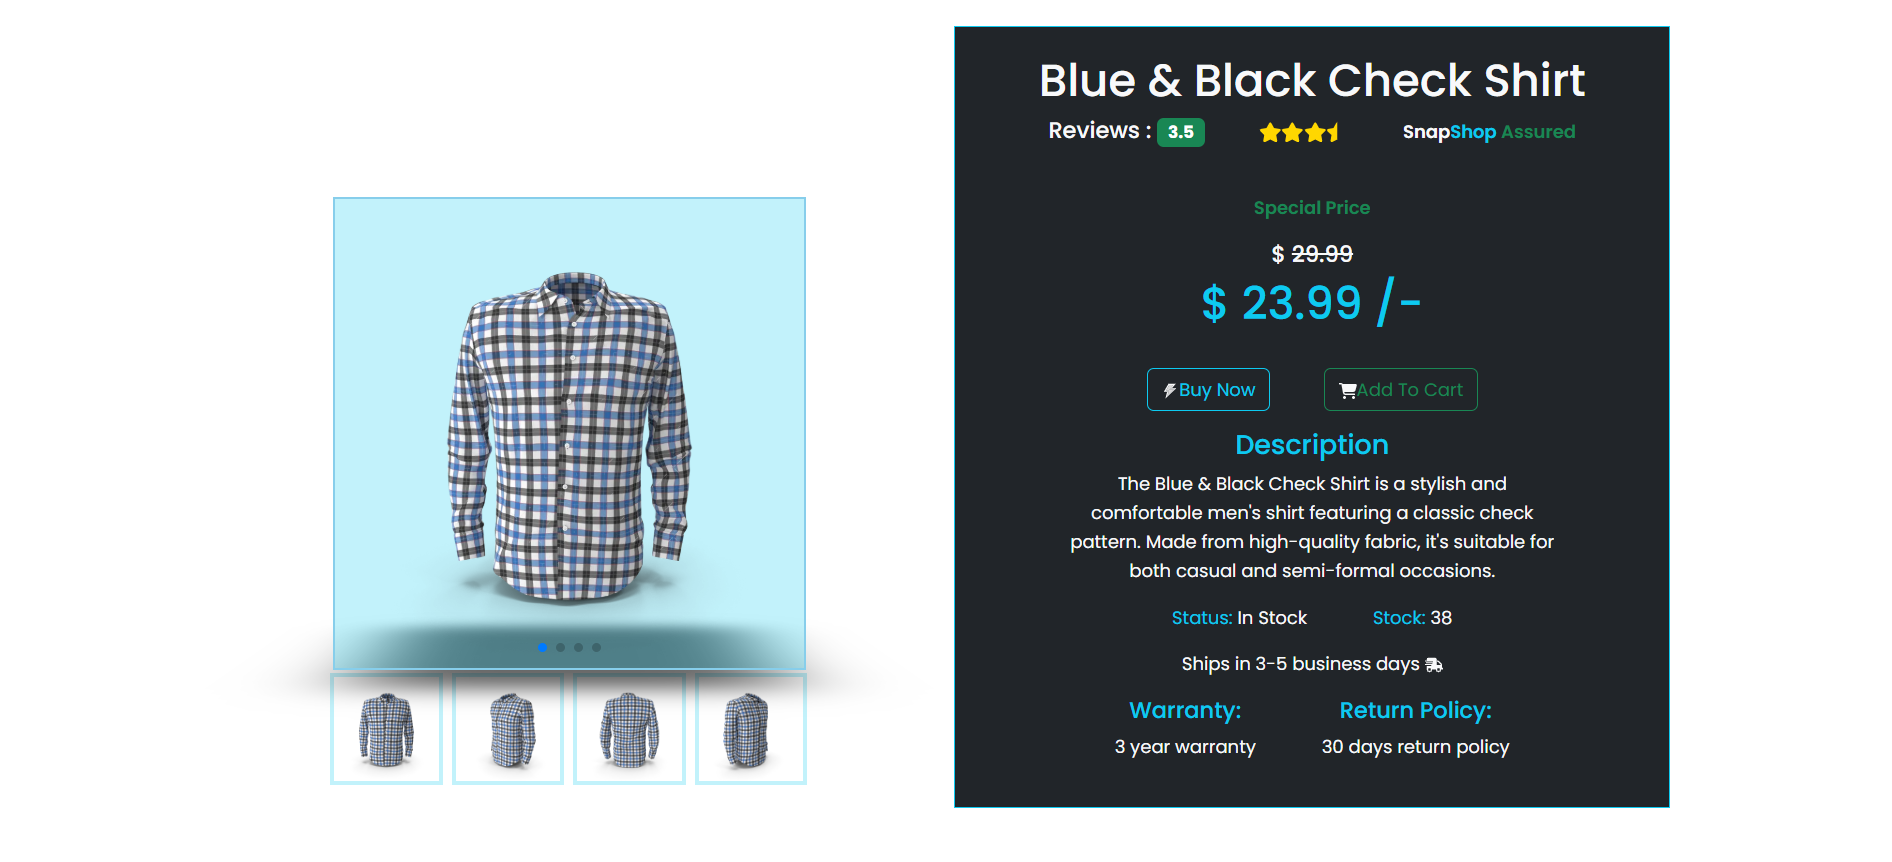 Blue & Black Check Shirt
Reviews : 3.5 SnapShop Assured
Special Price
$ 29.99
$ 23.99 /-
Buy Now Add To Cart
Description
The Blue & Black Check Shirt is a stylish and
comfortable men's shirt featuring a classic check
pattern. Made from high-quality fabric, it's suitable for
both casual and semi-formal occasions.
Status: In Stock Stock: 38
Ships in 3-5 business days
Warranty: Return Policy:
3 year warranty 30 days return policy